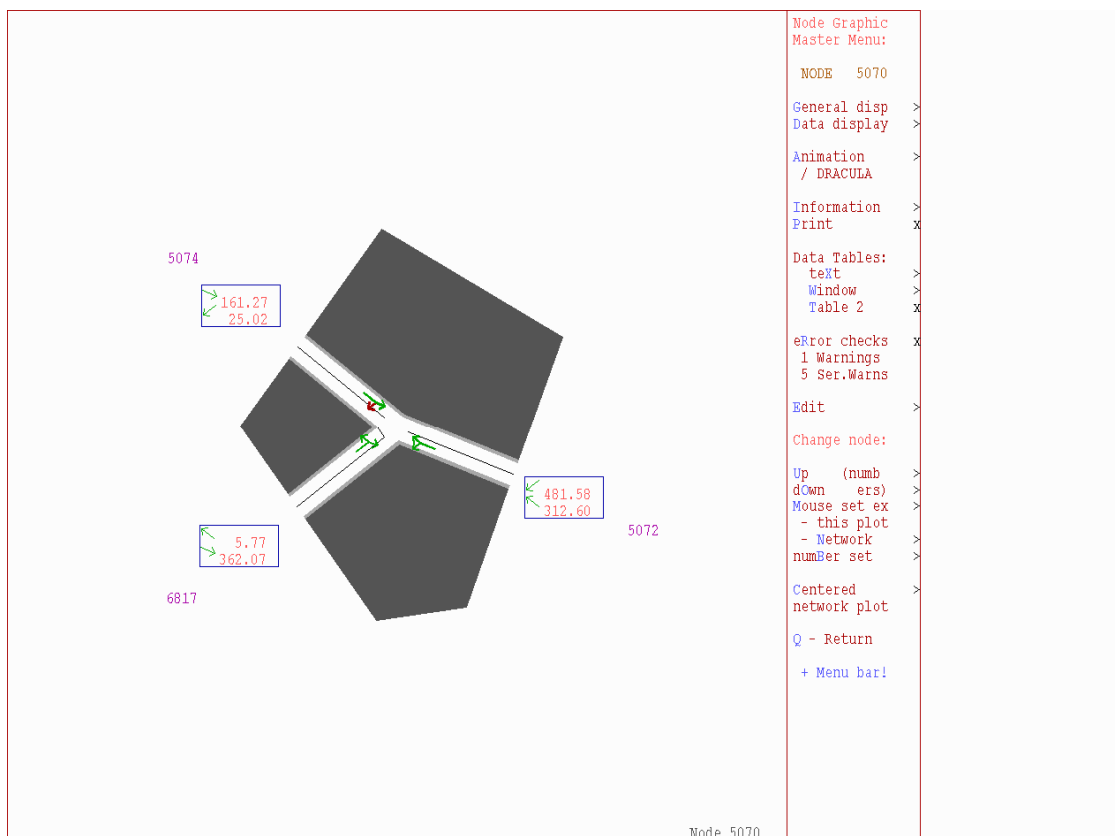 5074
161.27
25.02
481.58
312.60
5072
5.77
362.07
6817
Node 5070
Node Graphic
Master Menu:
NODE 5070
General disp >
Data display >
Animation >
/ DRACULA
Information >
Print x
Data Tables:
teXt >
Window >
Table 2 x
eRror checks x
1 Warnings
5 Ser.Warns
Edit >
Change node:
Up (numb >
dOwn ers) >
Mouse set ex >
- this plot
- Network >
numBer set >
Centered >
network plot
Q - Return
+ Menu bar!